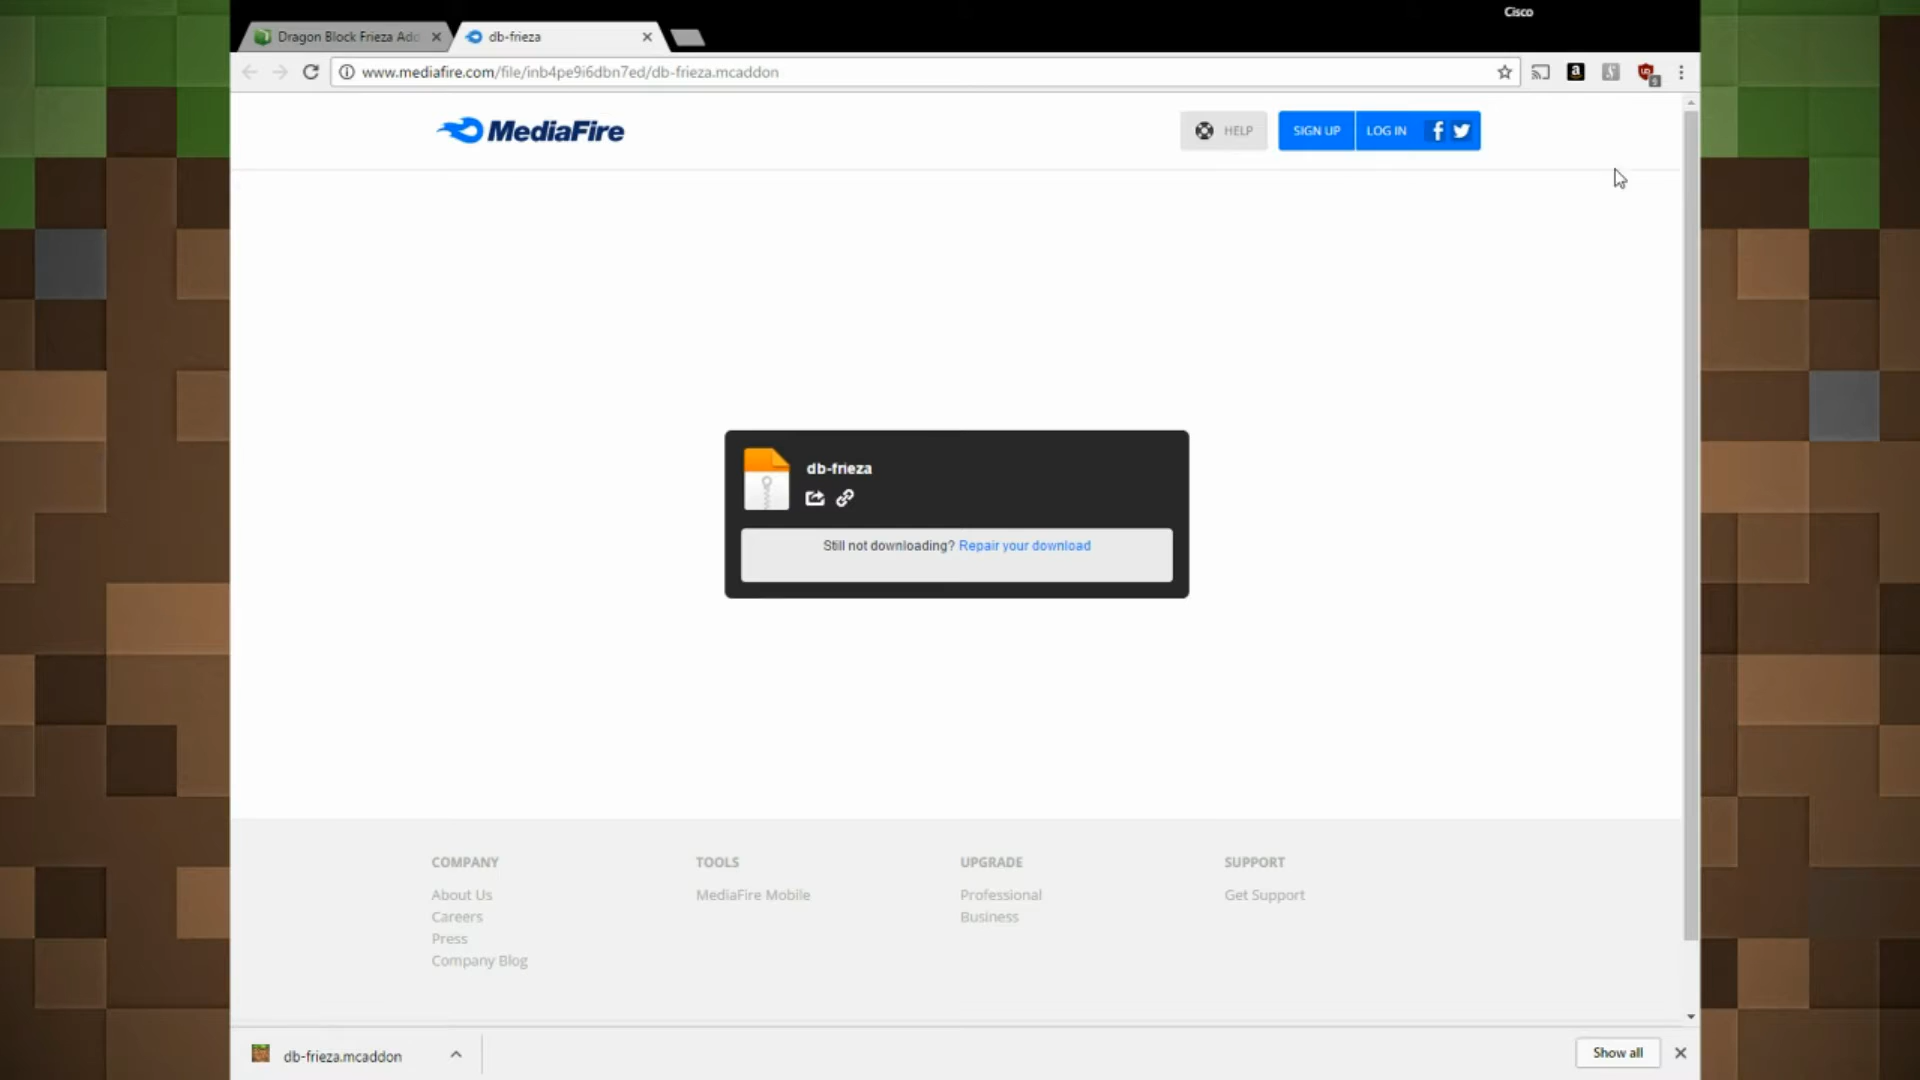 Cisco
Dragon Block Frieza Add
db-frieza
www.mediafire.com/file/inb4pe9i6dbn7ed/db-frieza.mcaddon
MediaFire
HELP
SIGN UP
LOG IN
db-frieza
Still not downloading? Repair your download
COMPANY
About Us
Careers
Press
Company Blog
TOOLS
MediaFire Mobile
UPGRADE
Professional
Business
SUPPORT
Get Support
db-frieza.mcaddon
Show all